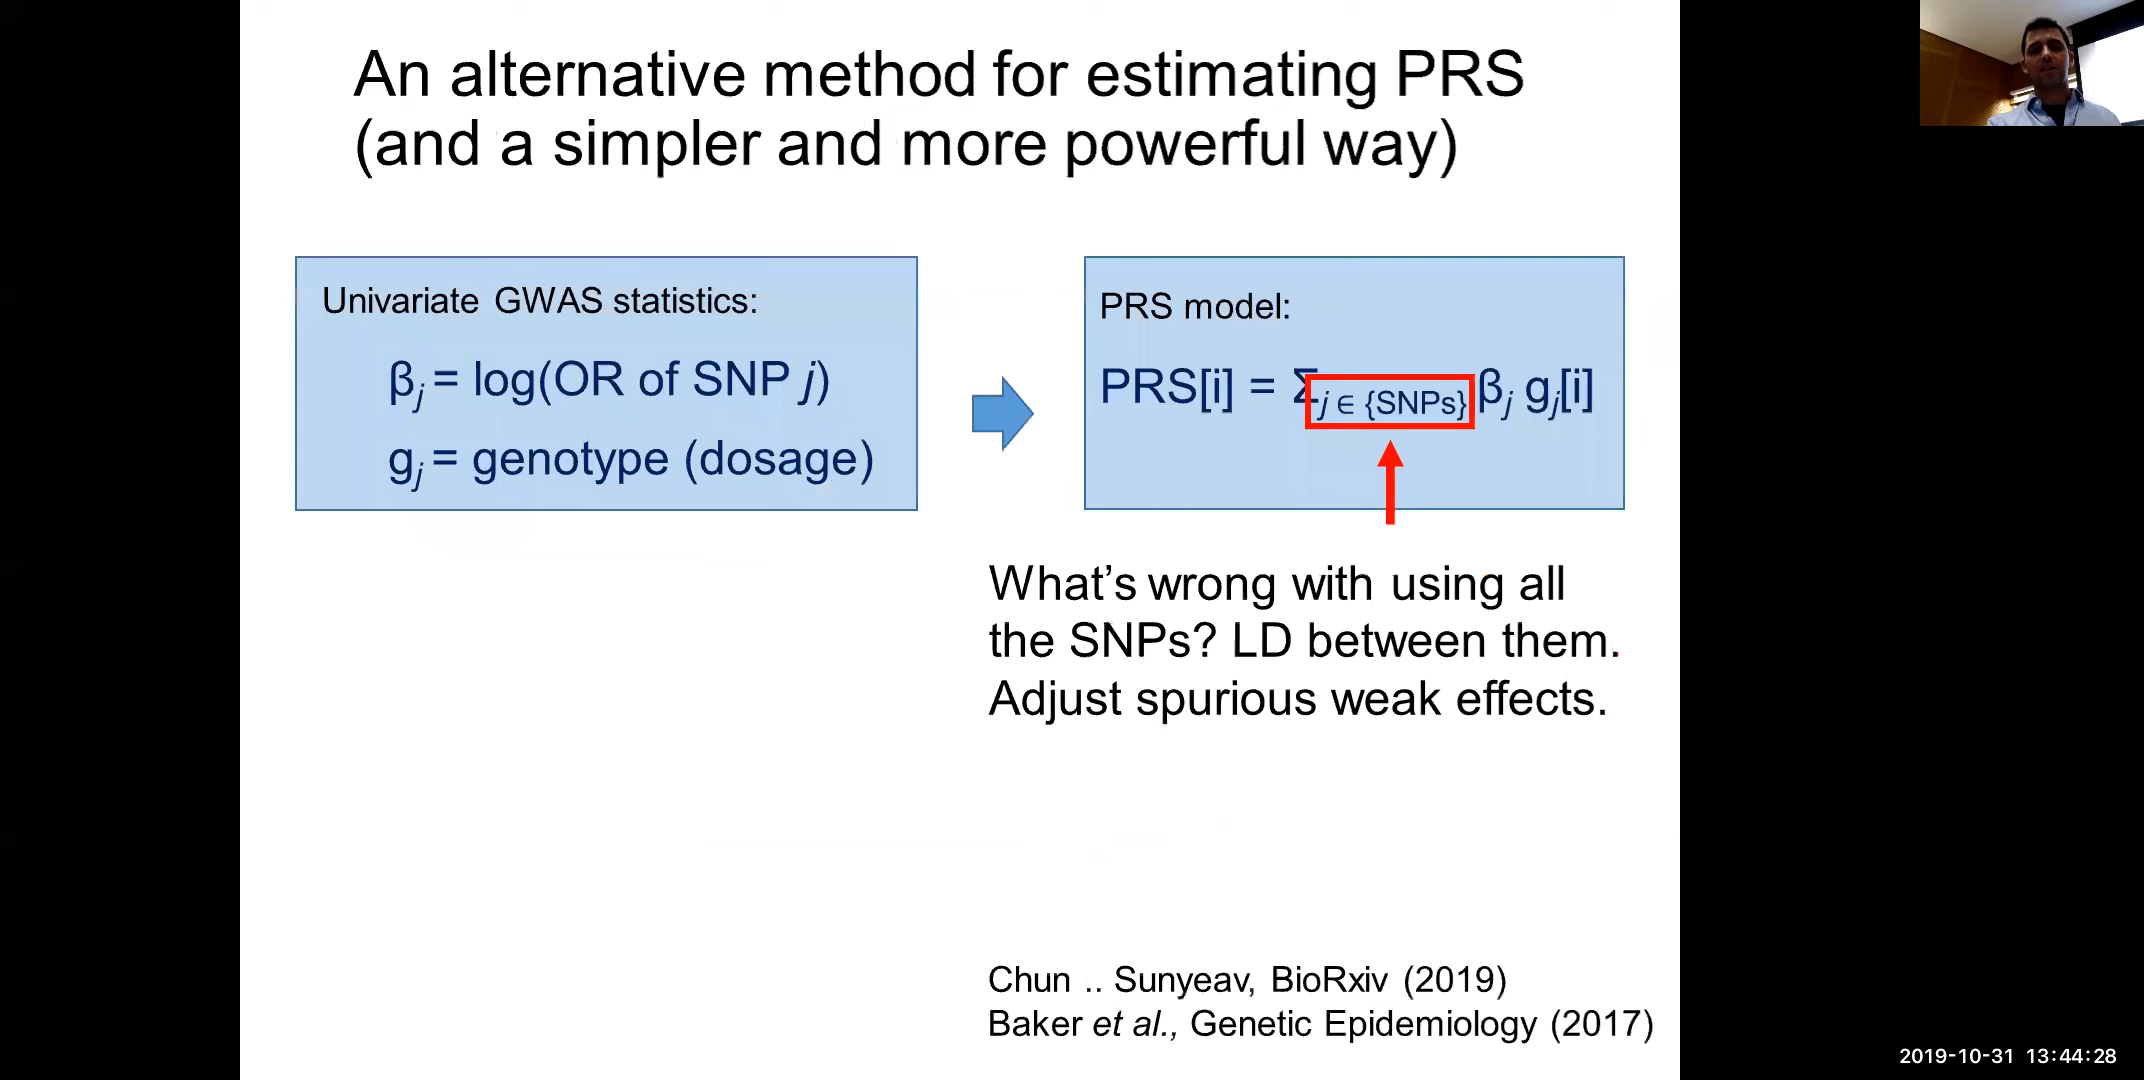 An alternative method for estimating PRS
(and a simpler and more powerful way)
Univariate GWAS statistics:
βj = log(OR of SNP j)
gj = genotype (dosage)
PRS model:
PRS[i] = Σj ∈ {SNPs} βj gj[i]
What’s wrong with using all
the SNPs? LD between them.
Adjust spurious weak effects.
Chun .. Sunyeav, BioRxiv (2019)
Baker et al., Genetic Epidemiology (2017)
2019-10-31 13:44:28